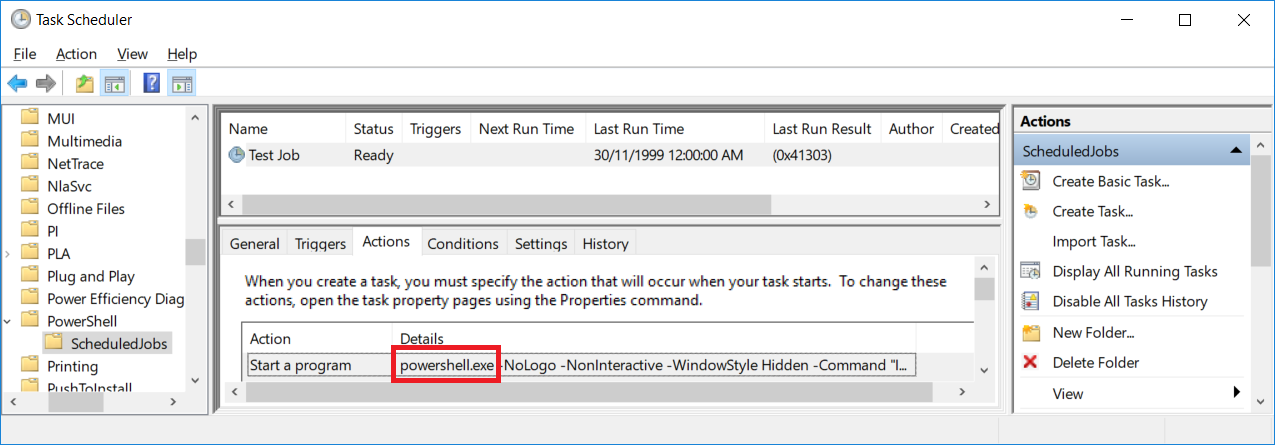 Task Scheduler
File Action View Help
MUI
Multimedia
NetTrace
NlaSvc
Offline Files
PI
PLA
Plug and Play
Power Efficiency Diag
PowerShell
ScheduledJobs
Printing
PushToInstall
Name Status Triggers Next Run Time Last Run Time Last Run Result Author Created
Test Job Ready 30/11/1999 12:00:00 AM (0x41303)
General Triggers Actions Conditions Settings History
When you create a task, you must specify the action that will occur when your task starts. To change these
actions, open the task property pages using the Properties command.
Action Details
Start a program powershell.exe -NoLogo -NonInteractive -WindowStyle Hidden -Command "I...
Actions
ScheduledJobs
Create Basic Task...
Create Task...
Import Task...
Display All Running Tasks
Disable All Tasks History
New Folder...
Delete Folder
View